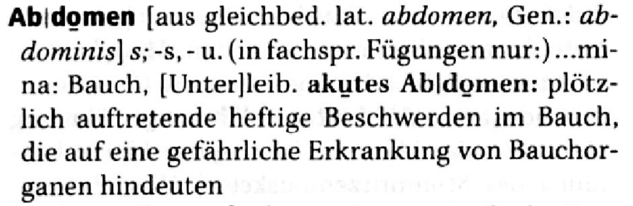 Ab|dọmen [aus gleichbed. lat. abdomen, Gen.: ab-
dominis] s; -s, - u. (in fachspr. Fügungen nur:) ...mi-
na: Bauch, [Unter]leib. akụtes Ab|dọmen: plötz-
lich auftretende heftige Beschwerden im Bauch,
die auf eine gefährliche Erkrankung von Bauchor-
ganen hindeuten